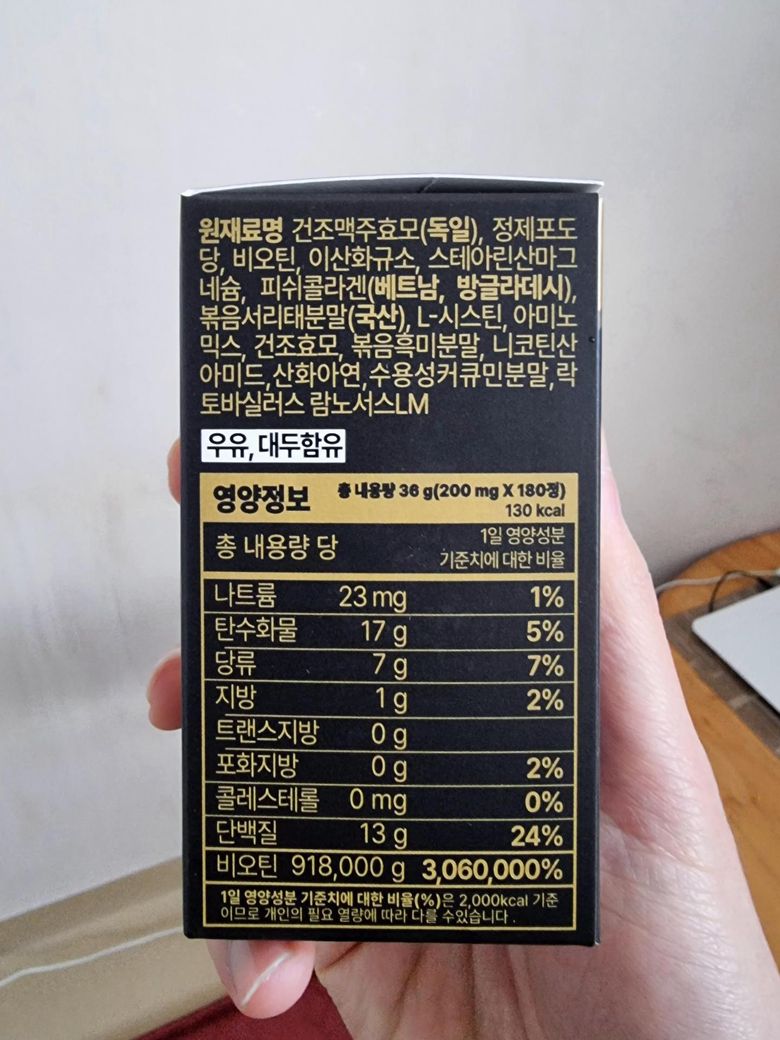 원재료명 건조맥주효모(독일), 정제포도
당, 비오틴, 이산화규소, 스테아린산마그
네슘, 피쉬콜라겐(베트남, 방글라데시),
볶음서리태분말(국산), L-시스틴, 아미노
믹스, 건조효모, 볶음흑미분말, 니코틴산
아미드, 산화아연, 수용성커큐민분말, 락
토바실러스 람노서스LM
우유, 대두함유
영양정보 총 내용량 36 g(200 mg X 180정)
130 kcal
총 내용량 당 1일 영양성분
기준치에 대한 비율
나트륨 23 mg 1%
탄수화물 17 g 5%
당류 7 g 7%
지방 1 g 2%
트랜스지방 0 g
포화지방 0 g 2%
콜레스테롤 0 mg 0%
단백질 13 g 24%
비오틴 918,000 g 3,060,000%
1일 영양성분 기준치에 대한 비율(%)은 2,000kcal 기준
이므로 개인의 필요 열량에 따라 다를 수있습니다.